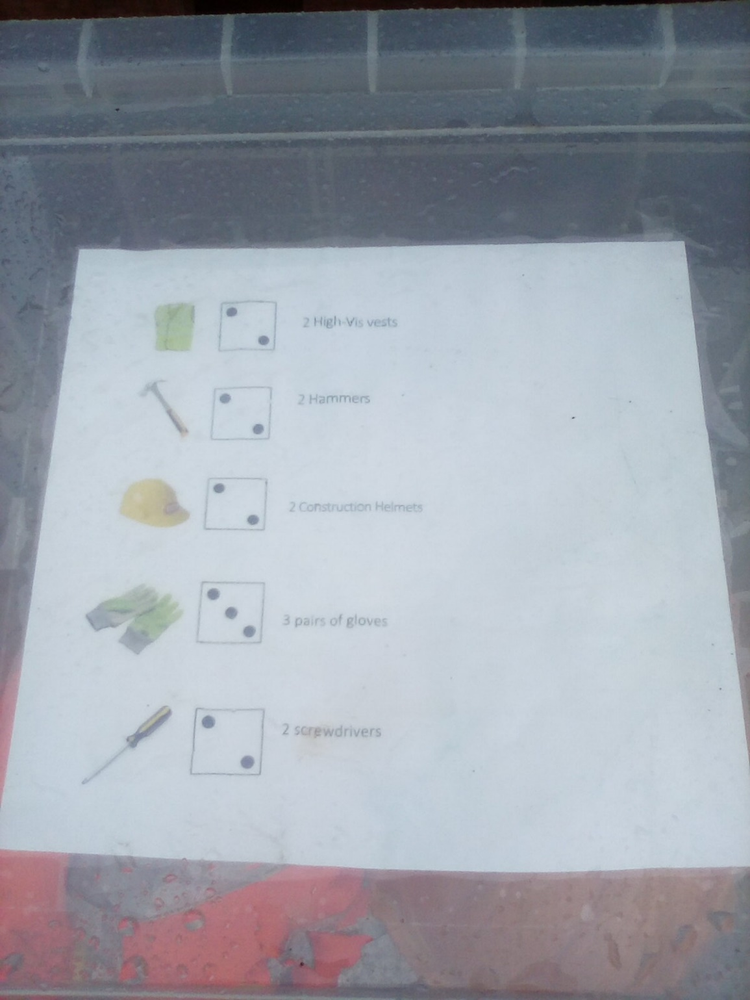 2 High-Vis vests
2 Hammers
2 Construction Helmets
3 pairs of gloves
2 screwdrivers